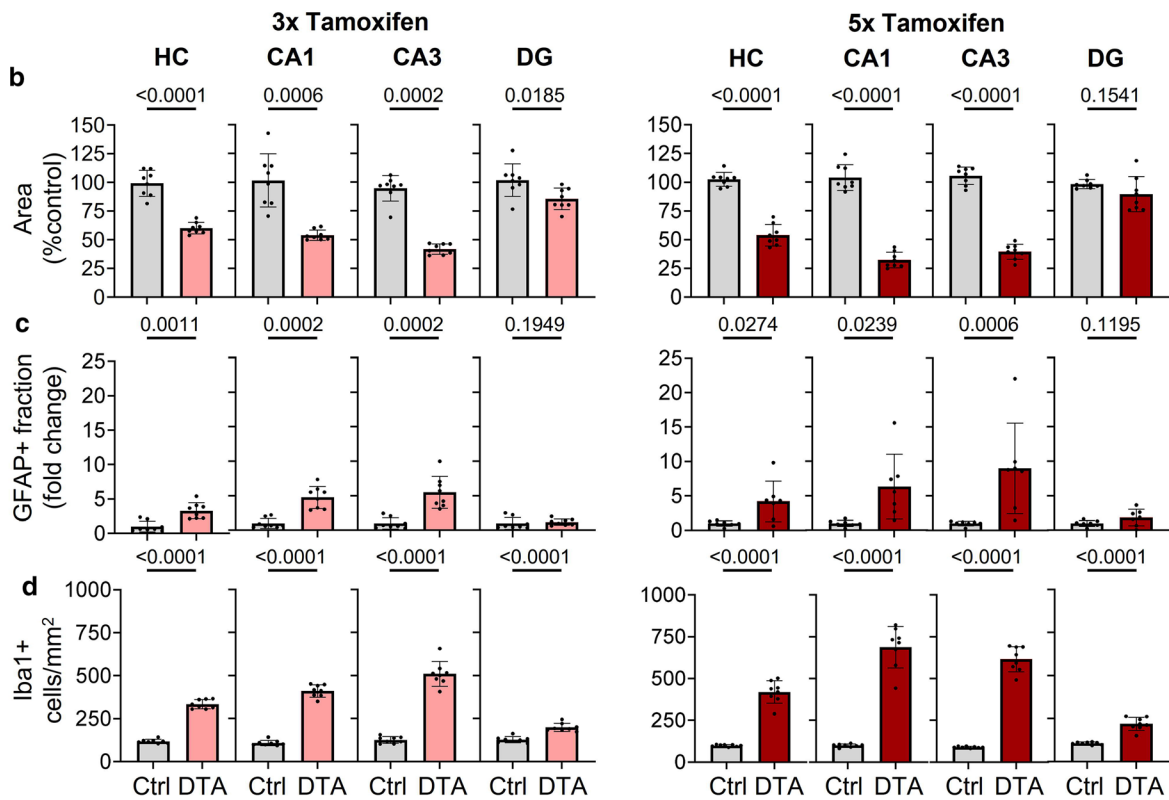 3x Tamoxifen 5x Tamoxifen
HC CA1 CA3 DG HC CA1 CA3 DG
b
<0.0001 0.0006 0.0002 0.0185 <0.0001 <0.0001 <0.0001 0.1541
Area
(%control)
150 150
125 125
100 100
75 75
50 50
25 25
0 0
c
0.0011 0.0002 0.0002 0.1949 0.0274 0.0239 0.0006 0.1195
GFAP+ fraction
(fold change)
25 25
20 20
15 15
10 10
5 5
0 0
<0.0001 <0.0001 <0.0001 <0.0001 <0.0001 <0.0001 <0.0001 <0.0001
d
Iba1+
cells/mm²
1000 1000
750 750
500 500
250 250
0 0
Ctrl DTA Ctrl DTA Ctrl DTA Ctrl DTA Ctrl DTA Ctrl DTA Ctrl DTA Ctrl DTA